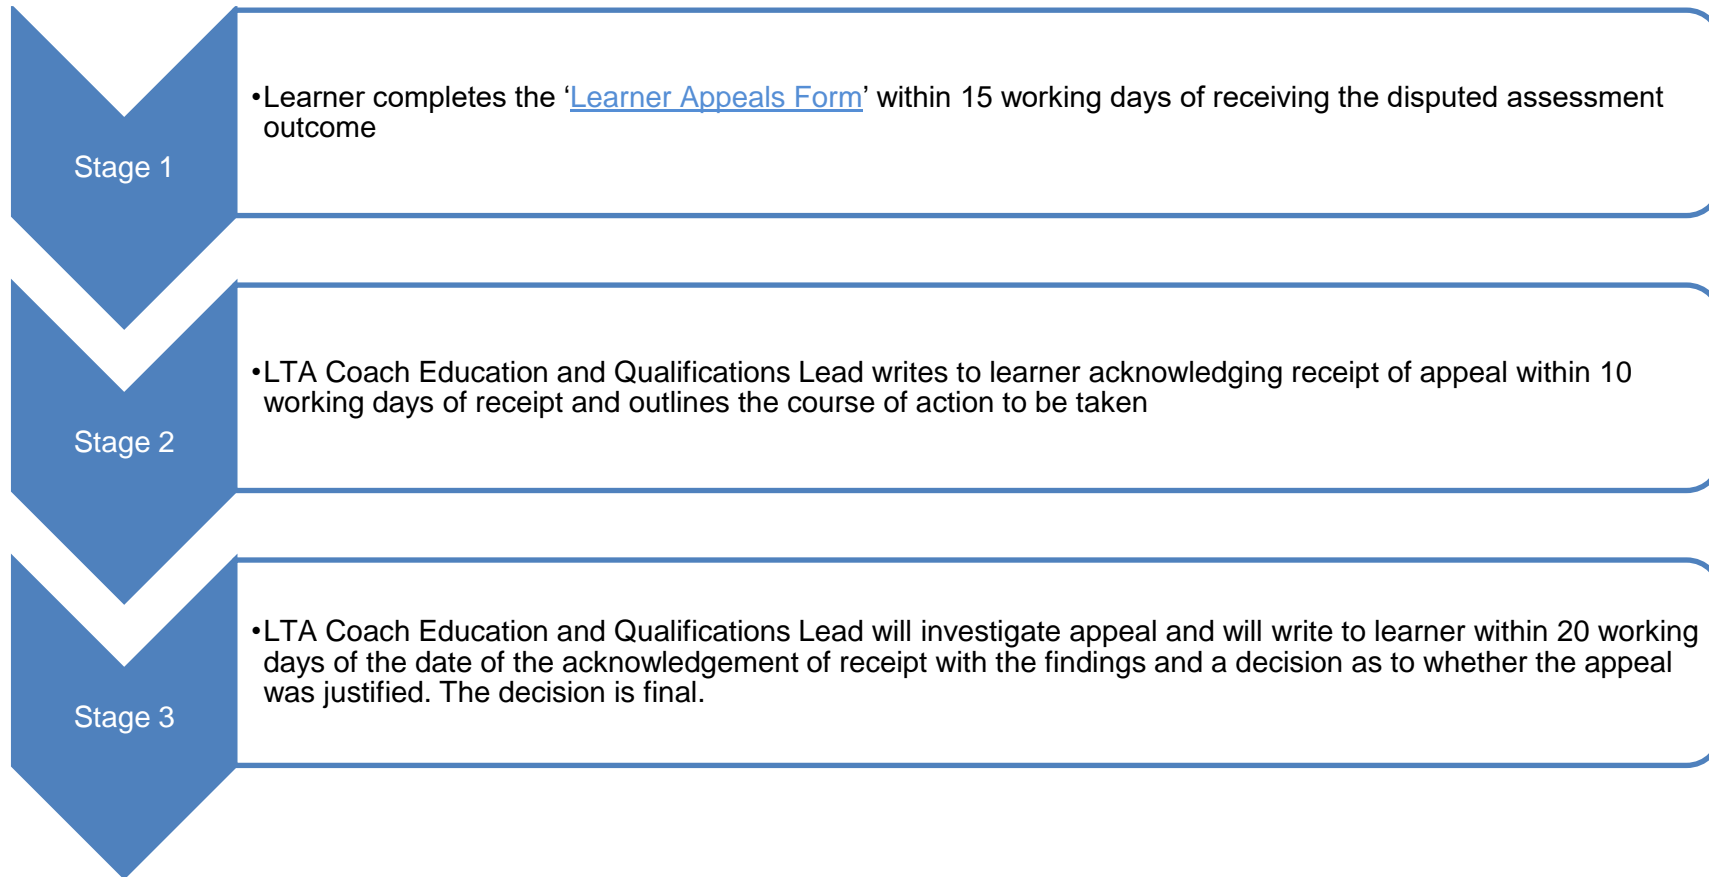 Stage 1
•Learner completes the ‘Learner Appeals Form’ within 15 working days of receiving the disputed assessment
outcome
Stage 2
•LTA Coach Education and Qualifications Lead writes to learner acknowledging receipt of appeal within 10
working days of receipt and outlines the course of action to be taken
Stage 3
•LTA Coach Education and Qualifications Lead will investigate appeal and will write to learner within 20 working
days of the date of the acknowledgement of receipt with the findings and a decision as to whether the appeal
was justified. The decision is final.